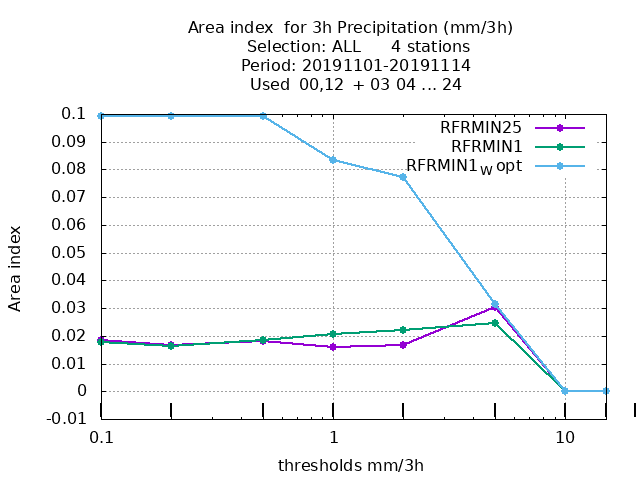 Area index  for 3h Precipitation (mm/3h)
Selection: ALL      4 stations
Period: 20191101-20191114
Used  00,12  + 03 04 ... 24
0.1
0.09
0.08
0.07
0.06
0.05
0.04
0.03
0.02
0.01
0
-0.01
Area index
RFRMIN25
RFRMIN1
RFRMIN1W opt
0.1
1
10
thresholds mm/3h